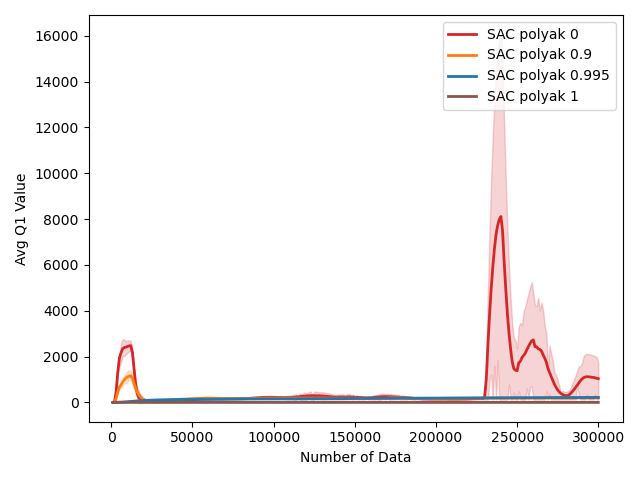 16000
14000
12000
10000
8000
6000
4000
2000
0
Avg Q1 Value
SAC polyak 0
SAC polyak 0.9
SAC polyak 0.995
SAC polyak 1
0 50000 100000 150000 200000 250000 300000
Number of Data